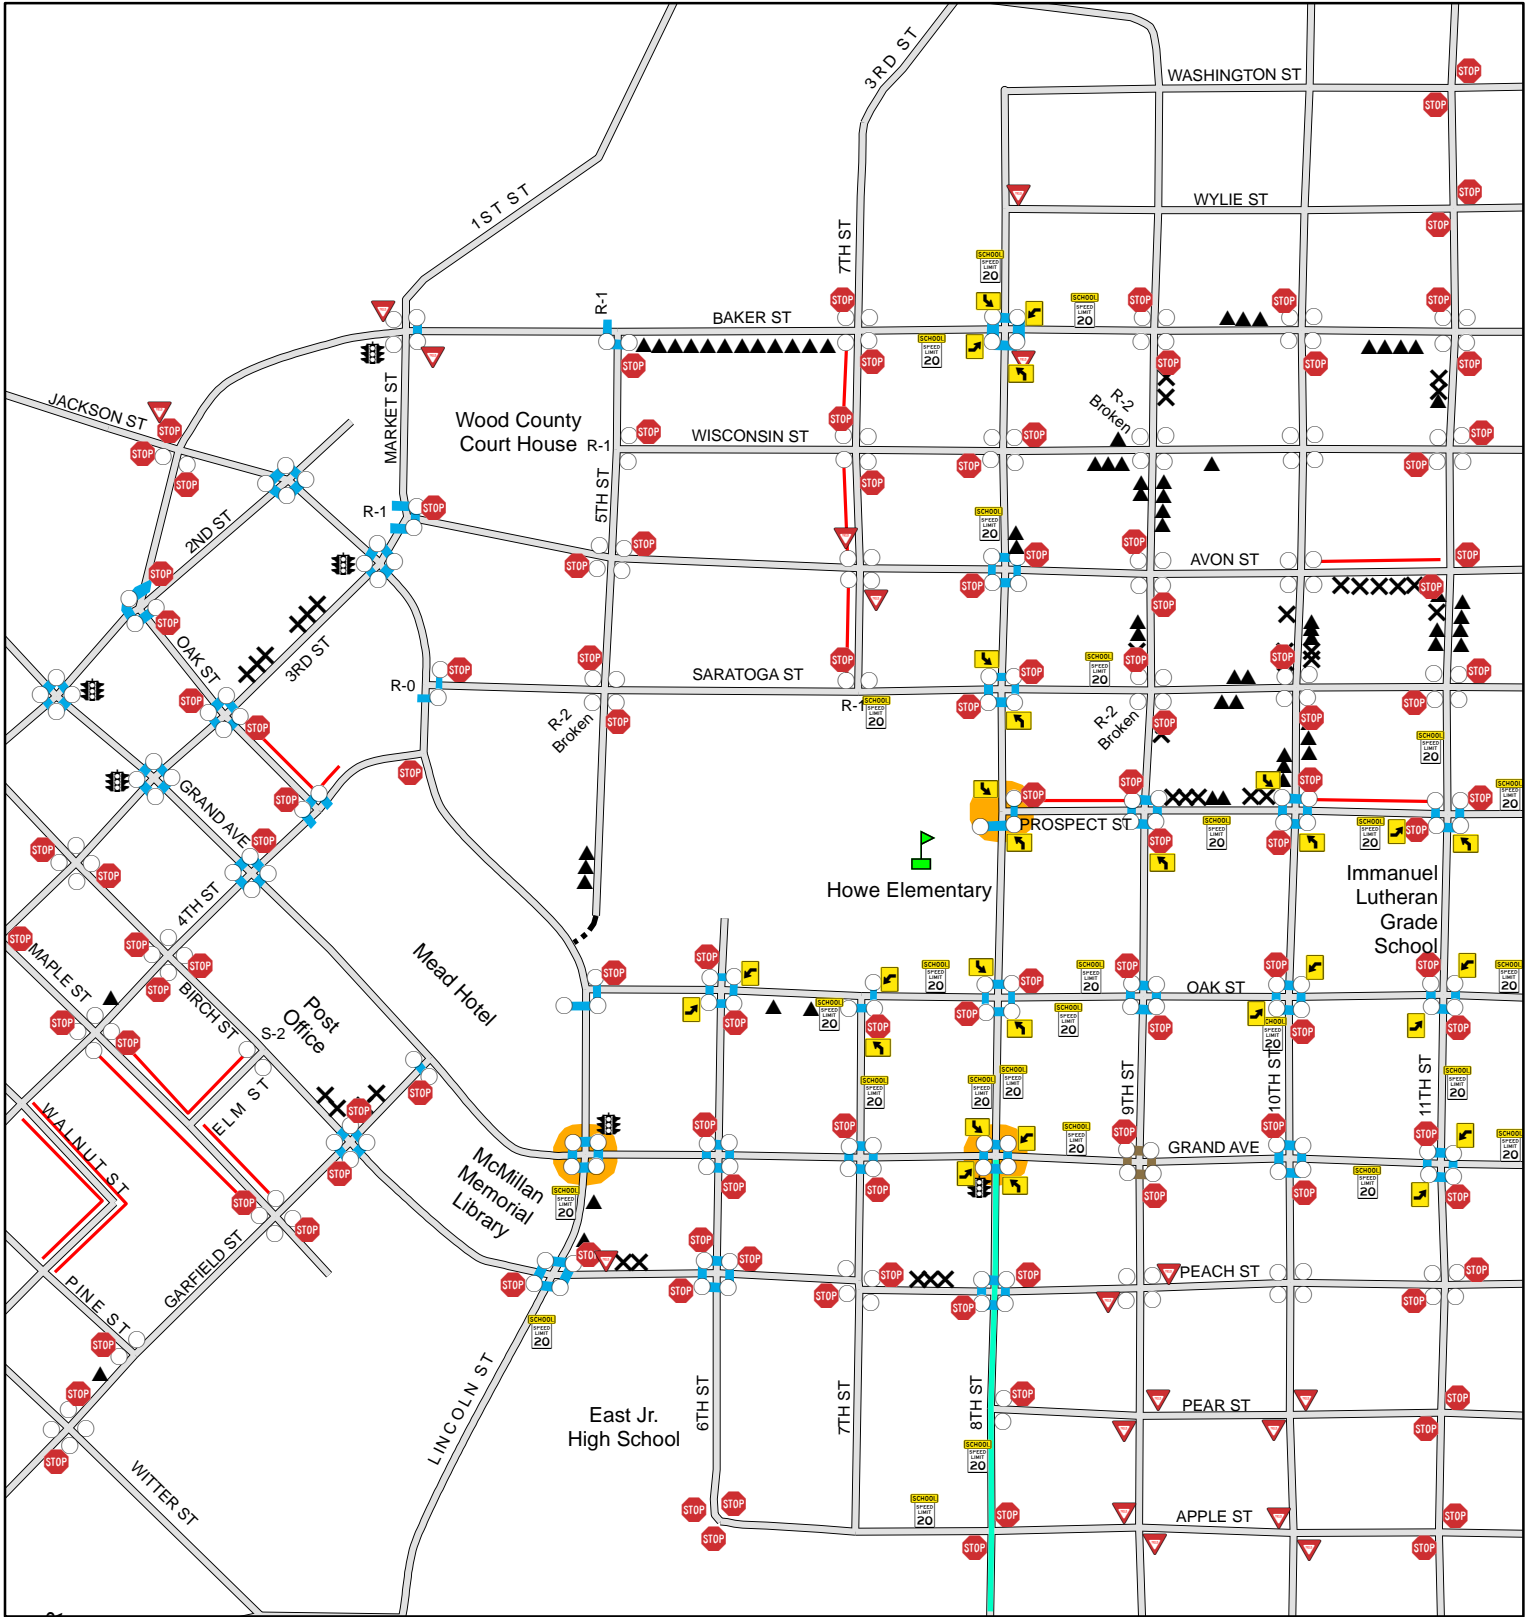 3RD ST
WASHINGTON ST
WYLIE ST
1ST ST
7TH ST
R-1
BAKER ST
JACKSON ST
MARKET ST
Wood County
Court House
R-1
WISCONSIN ST
R-2
Broken
5TH ST
R-1
2ND ST
AVON ST
OAK ST
3RD ST
R-0
SARATOGA ST
R-1
R-2
Broken
R-2
Broken
GRAND AVE
PROSPECT ST
Howe Elementary
Immanuel
Lutheran
Grade
School
4TH ST
MAPLE ST
BIRCH ST
S-2
Post
Office
Mead Hotel
OAK ST
ELM ST
WALNUT ST
9TH ST
10TH ST
11TH ST
GRAND AVE
McMillan
Memorial
Library
GARFIELD ST
PINE ST
PEACH ST
LINCOLN ST
6TH ST
7TH ST
8TH ST
PEAR ST
East Jr.
High School
WITTER ST
APPLE ST
STOP
SCHOOL
SPEED
LIMIT
20